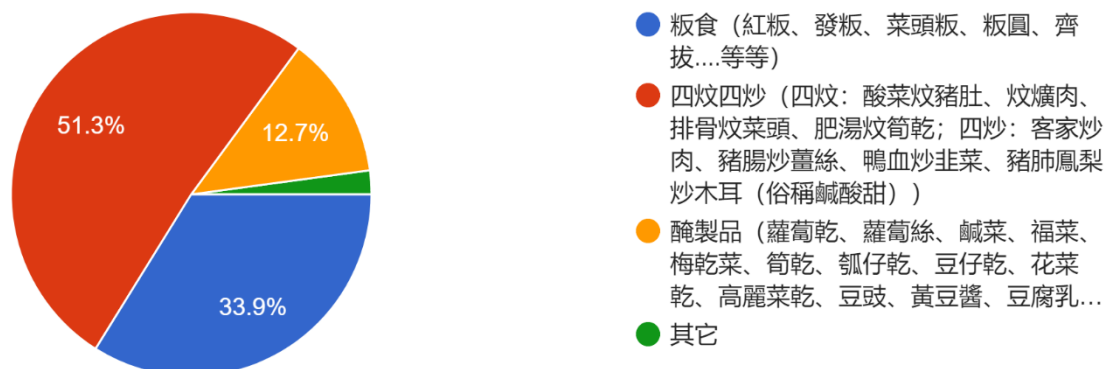 51.3%
12.7%
33.9%
粄食（紅粄、發粄、菜頭粄、粄圓、齊
拔....等等）
四炆四炒（四炆：酸菜炆豬肚、炆爌肉、
排骨炆菜頭、肥湯炆筍乾；四炒：客家炒
肉、豬腸炒薑絲、鴨血炒韭菜、豬肺鳳梨
炒木耳（俗稱鹹酸甜））
醃製品（蘿蔔乾、蘿蔔絲、鹹菜、福菜、
梅乾菜、筍乾、瓠仔乾、豆仔乾、花菜
乾、高麗菜乾、豆豉、黃豆醬、豆腐乳...
其它